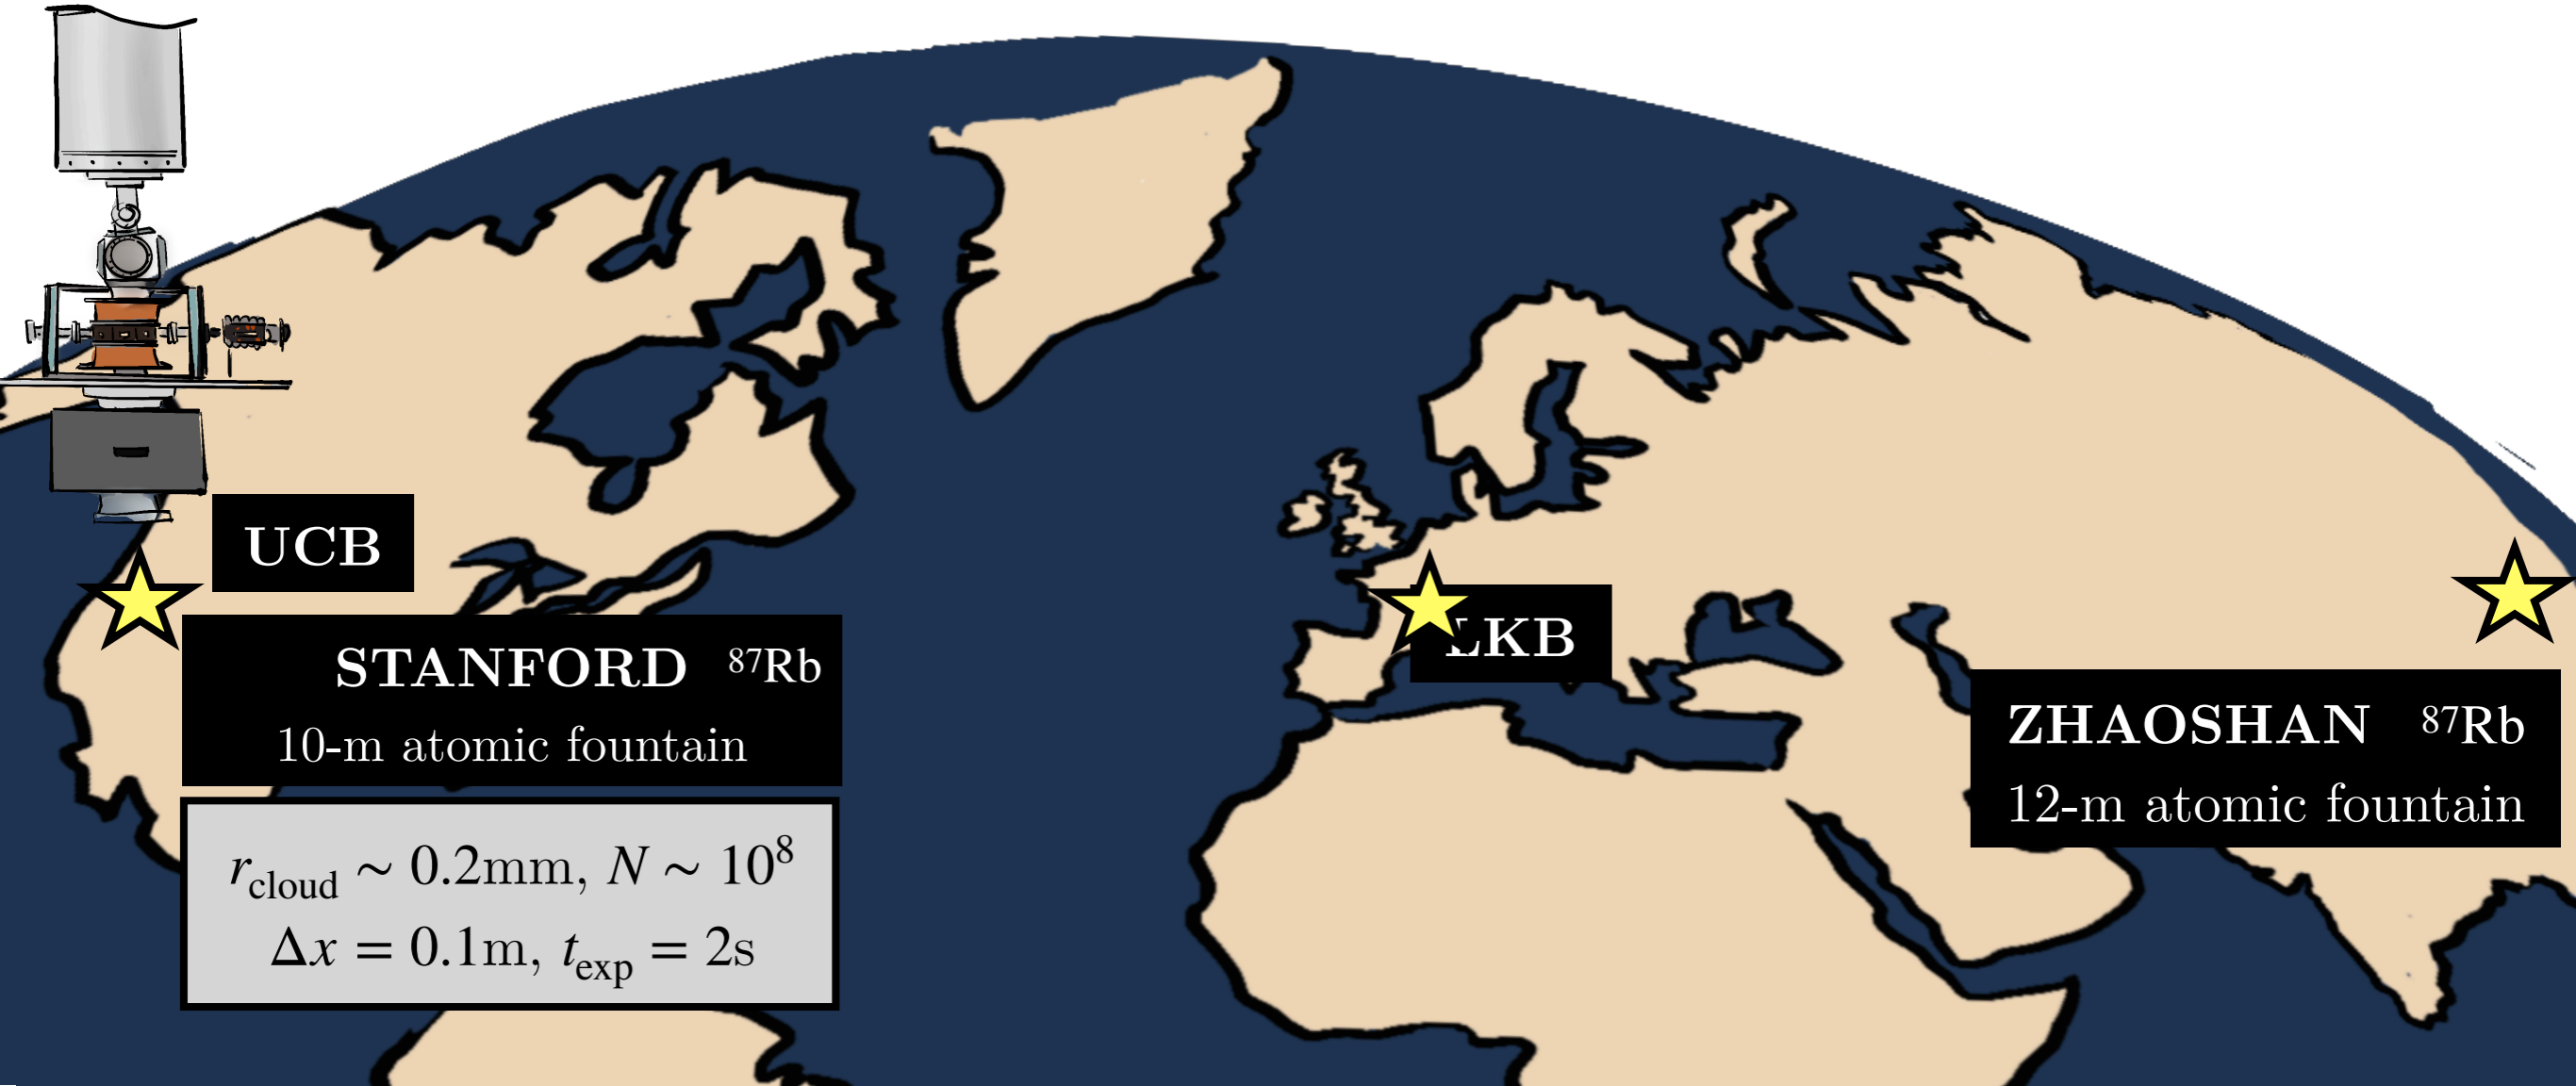 UCB
STANFORD ⁸⁷Rb
10-m atomic fountain
r_cloud ~ 0.2mm, N ~ 10⁸
Δx = 0.1m, t_exp = 2s
LKB
ZHAOSHAN ⁸⁷Rb
12-m atomic fountain